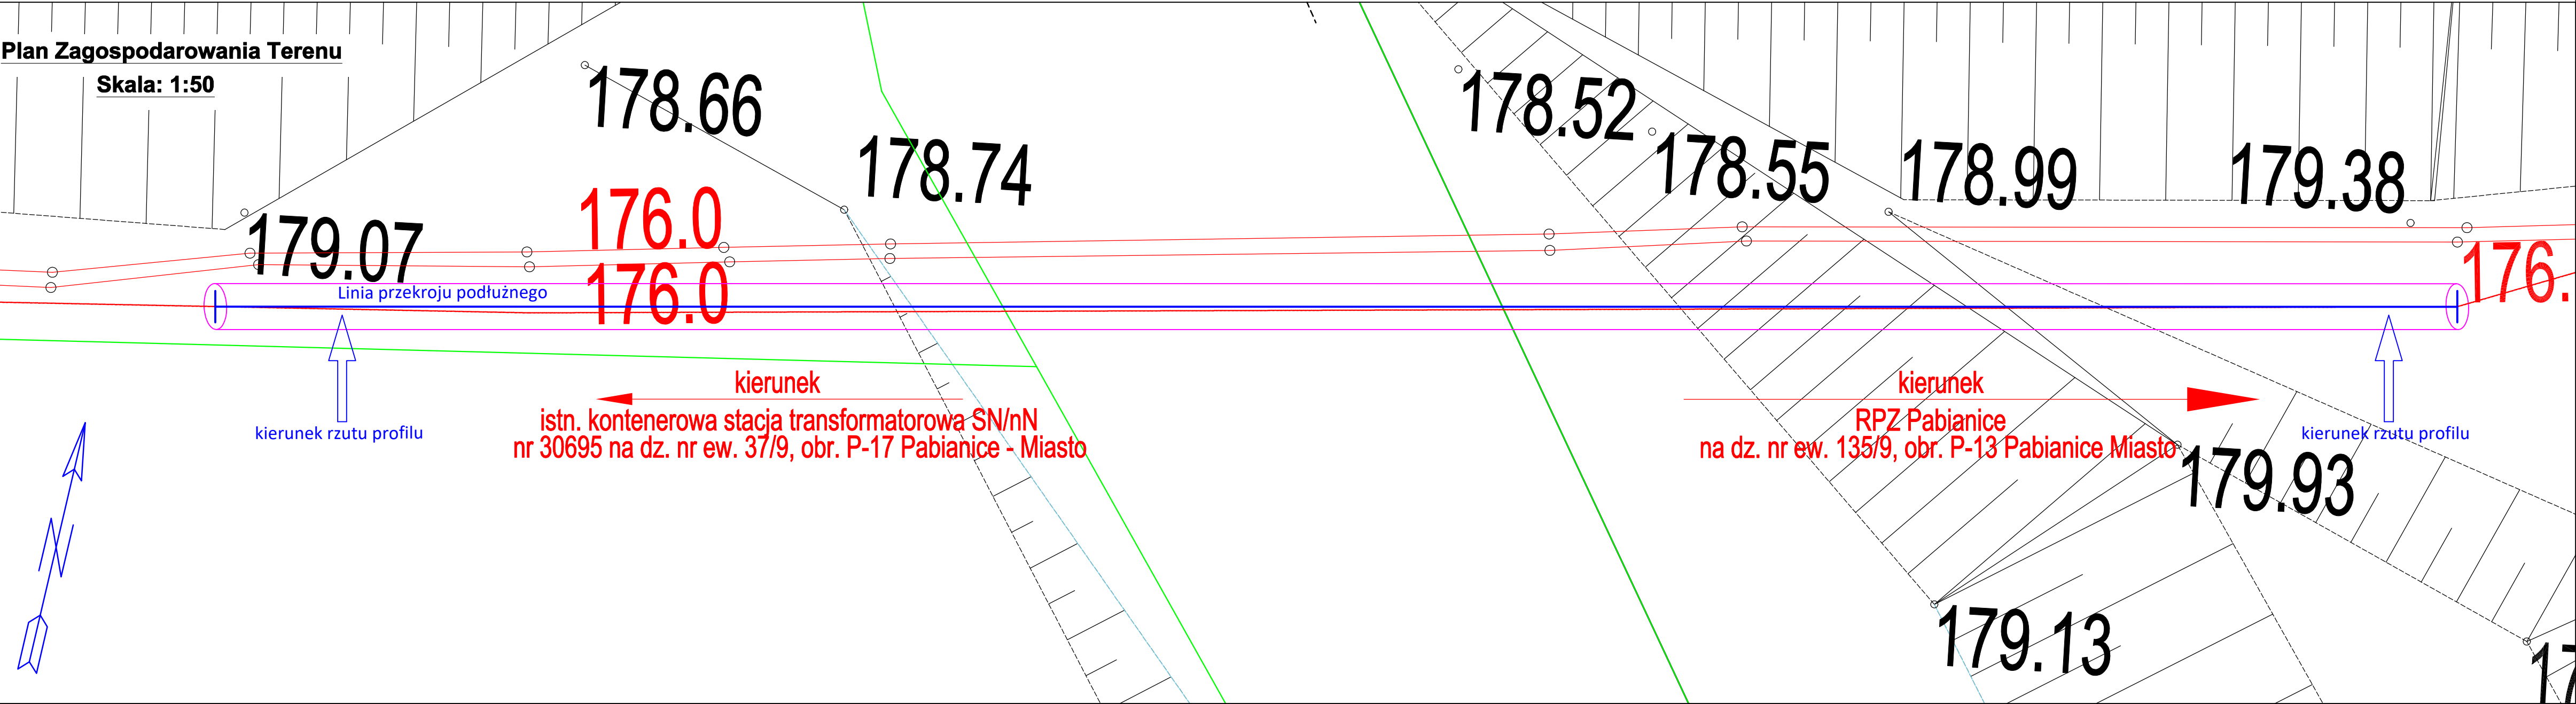 Plan Zagospodarowania Terenu
Skala: 1:50
178.66
178.74
178.52
178.55
178.99
179.38
179.07
176.0
176.0
176.
Linia przekroju podłużnego
kierunek rzutu profilu
kierunek
istn. kontenerowa stacja transformatorowa SN/nN
nr 30695 na dz. nr ew. 37/9, obr. P-17 Pabianice - Miasto
kierunek
RPZ Pabianice
na dz. nr ew. 135/9, obr. P-13 Pabianice Miasto
kierunek rzutu profilu
179.93
179.13
17
N